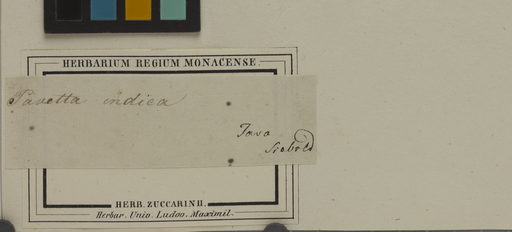 HERBARIUM REGIUM MONACENSE.
Pavetta indica
Java
Siebold
HERB. ZUCCARINII.
Herbar. Univ. Ludov. Maximil.